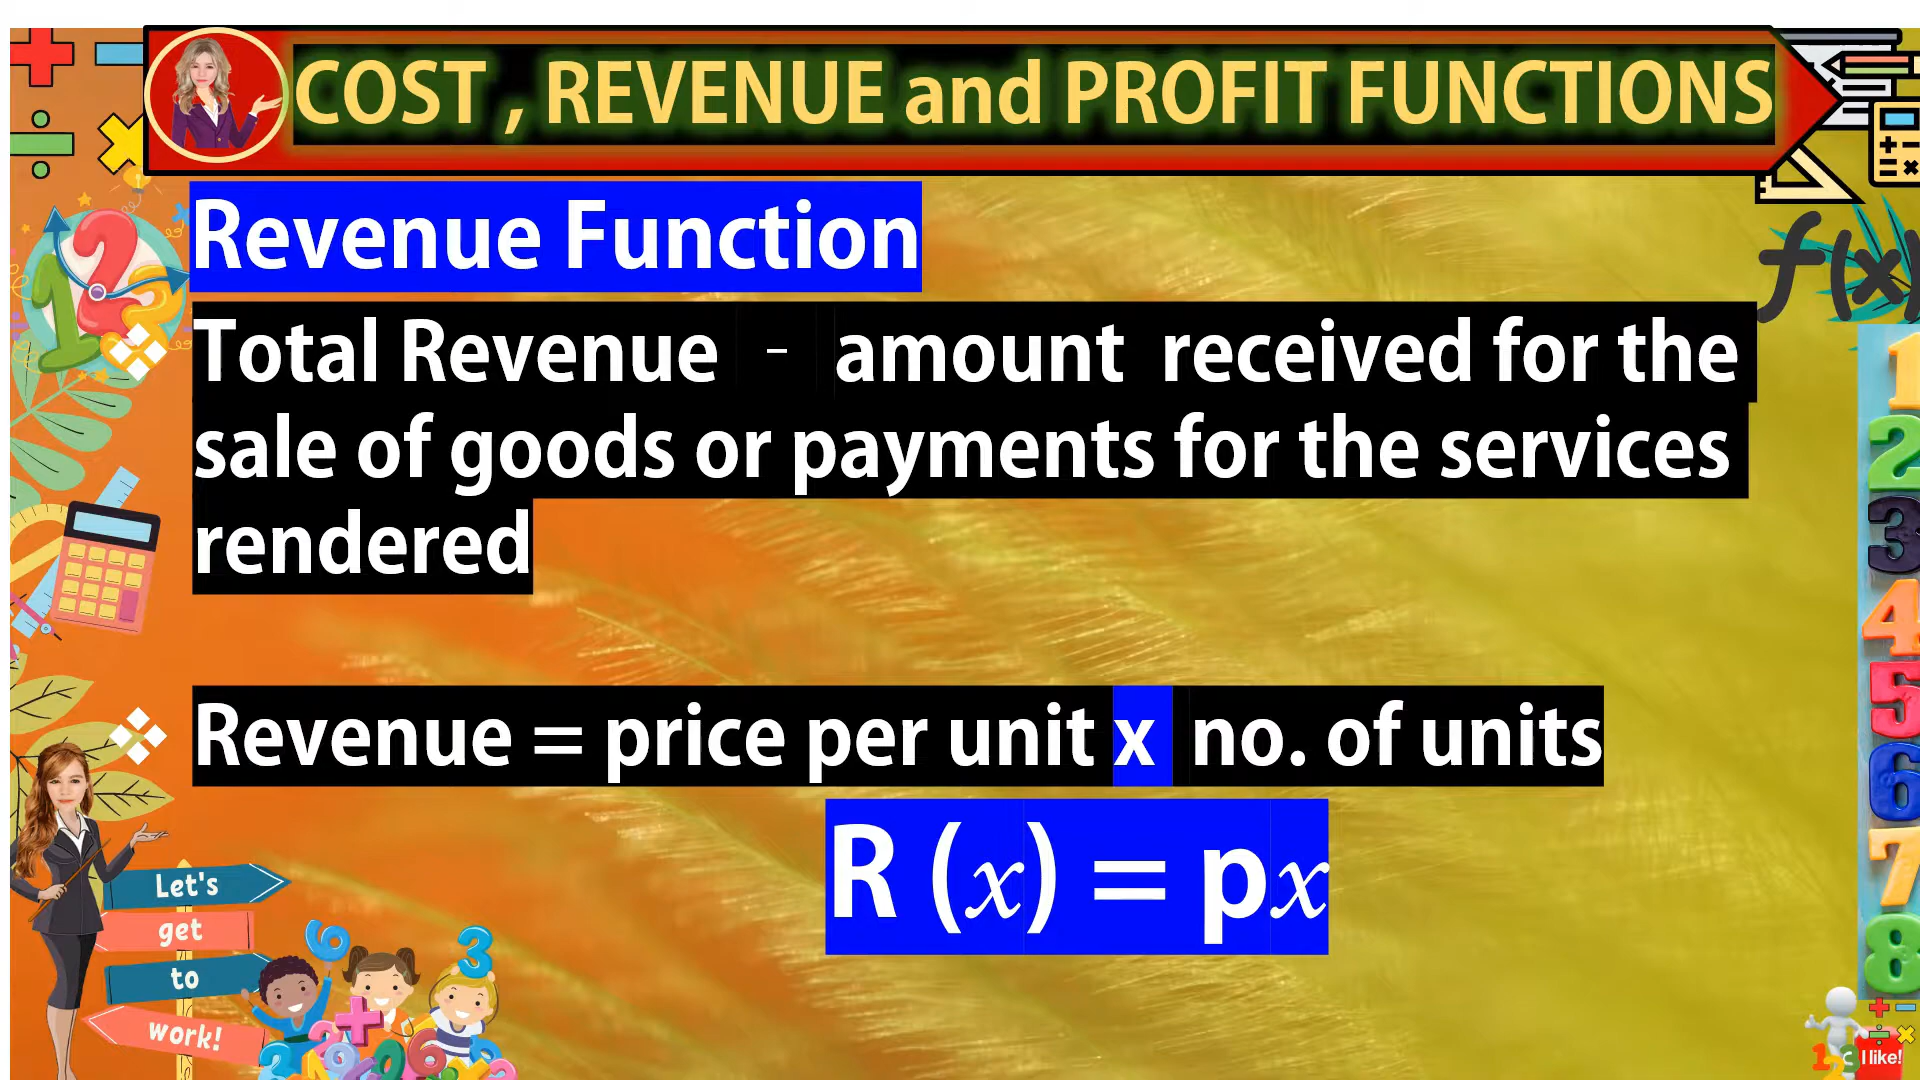 COST , REVENUE and PROFIT FUNCTIONS
Revenue Function
❖ Total Revenue - amount received for the
sale of goods or payments for the services
rendered
❖ Revenue = price per unit x no. of units
R (x) = px
f(x)
Let's
get
to
work!
I like!